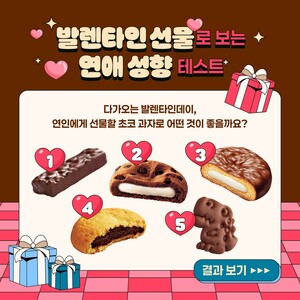 발렌타인 선물로 보는
연애 성향 테스트
다가오는 발렌타인데이,
연인에게 선물할 초코 과자로 어떤 것이 좋을까요?
1
2
3
4
5
결과 보기 ▶▶▶